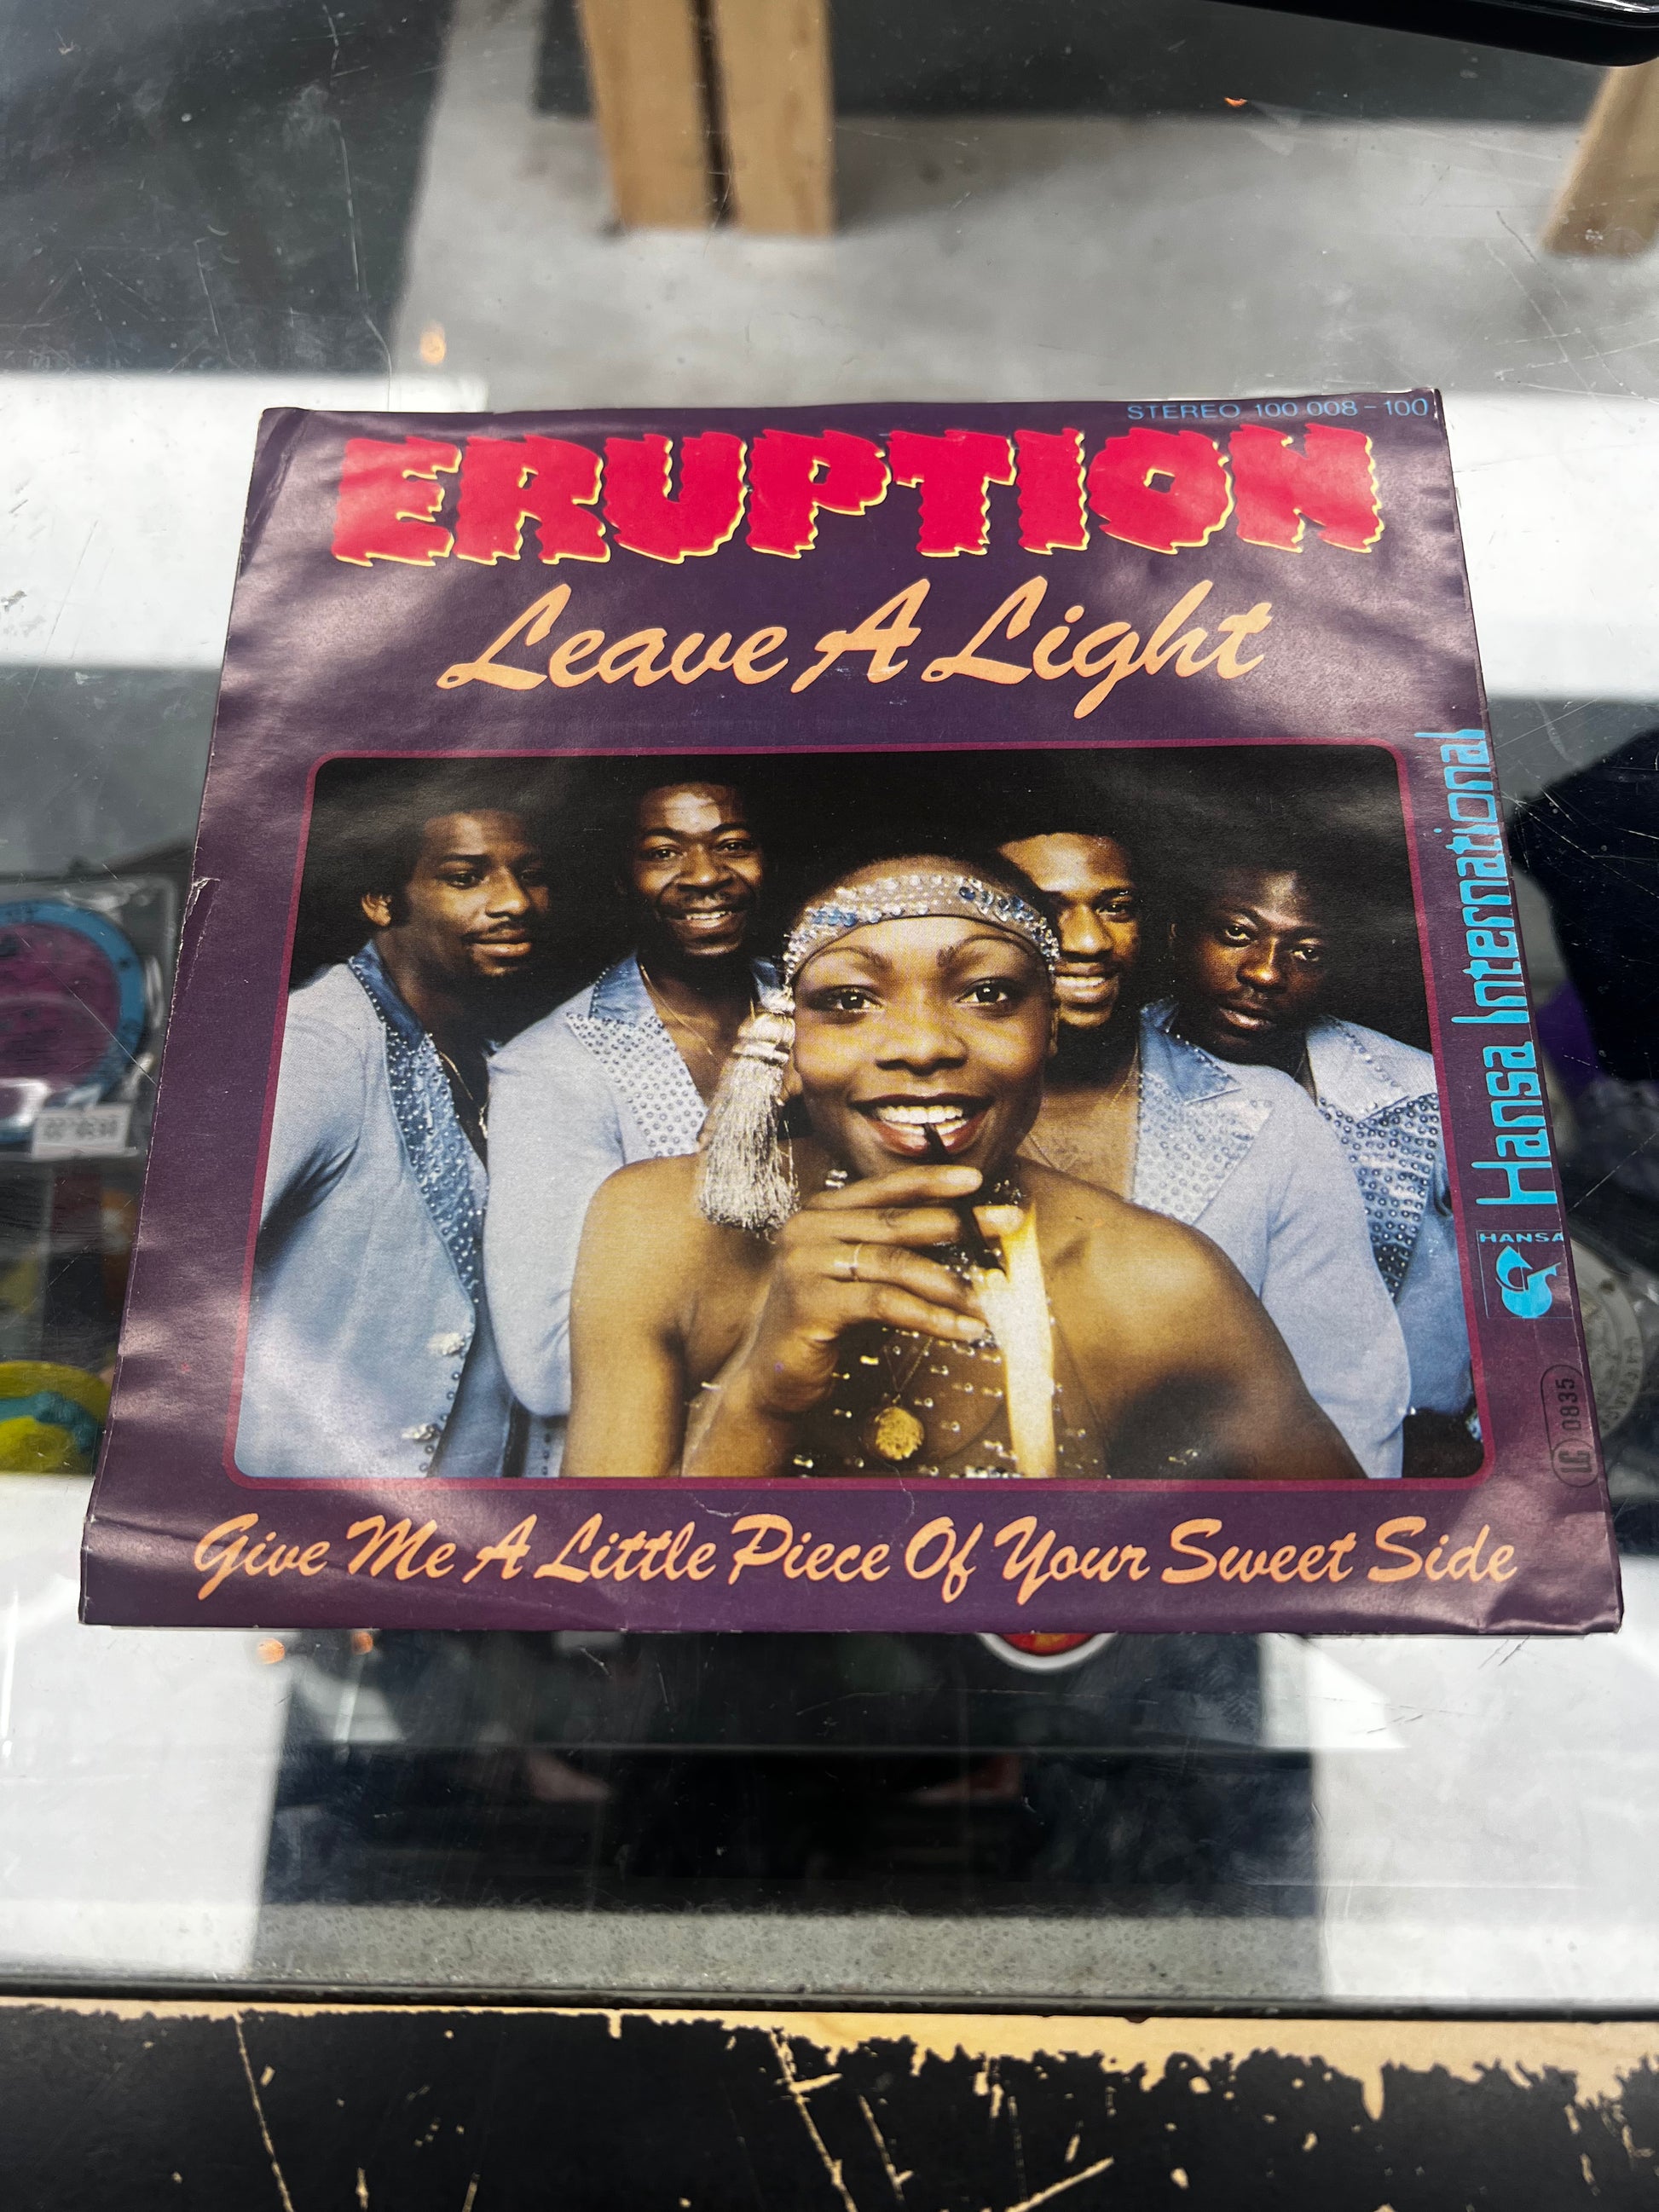 STEREO 100 008 - 100
ERUPTION
Leave A Light
Hansa International
HANSA
LC 0835
Give Me A Little Piece Of Your Sweet Side